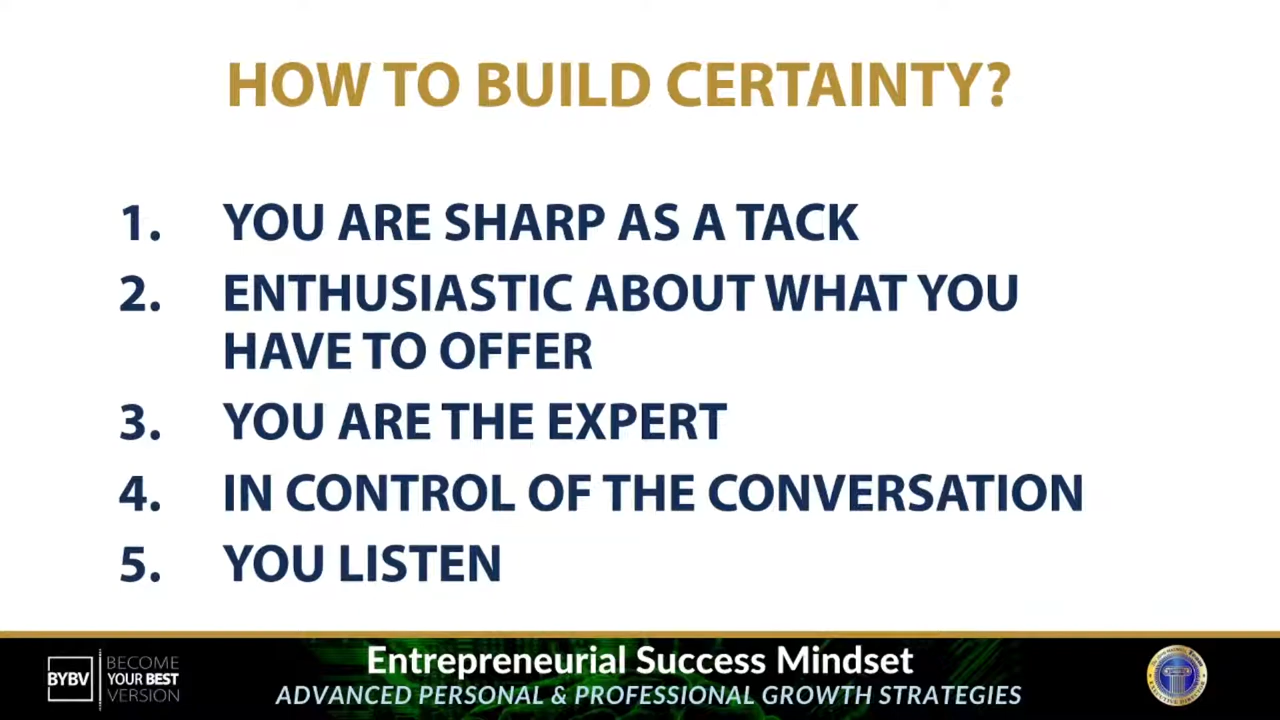 HOW TO BUILD CERTAINTY?
1. YOU ARE SHARP AS A TACK
2. ENTHUSIASTIC ABOUT WHAT YOU
HAVE TO OFFER
3. YOU ARE THE EXPERT
4. IN CONTROL OF THE CONVERSATION
5. YOU LISTEN
BYBV
BECOME
YOUR BEST
VERSION
Entrepreneurial Success Mindset
ADVANCED PERSONAL & PROFESSIONAL GROWTH STRATEGIES